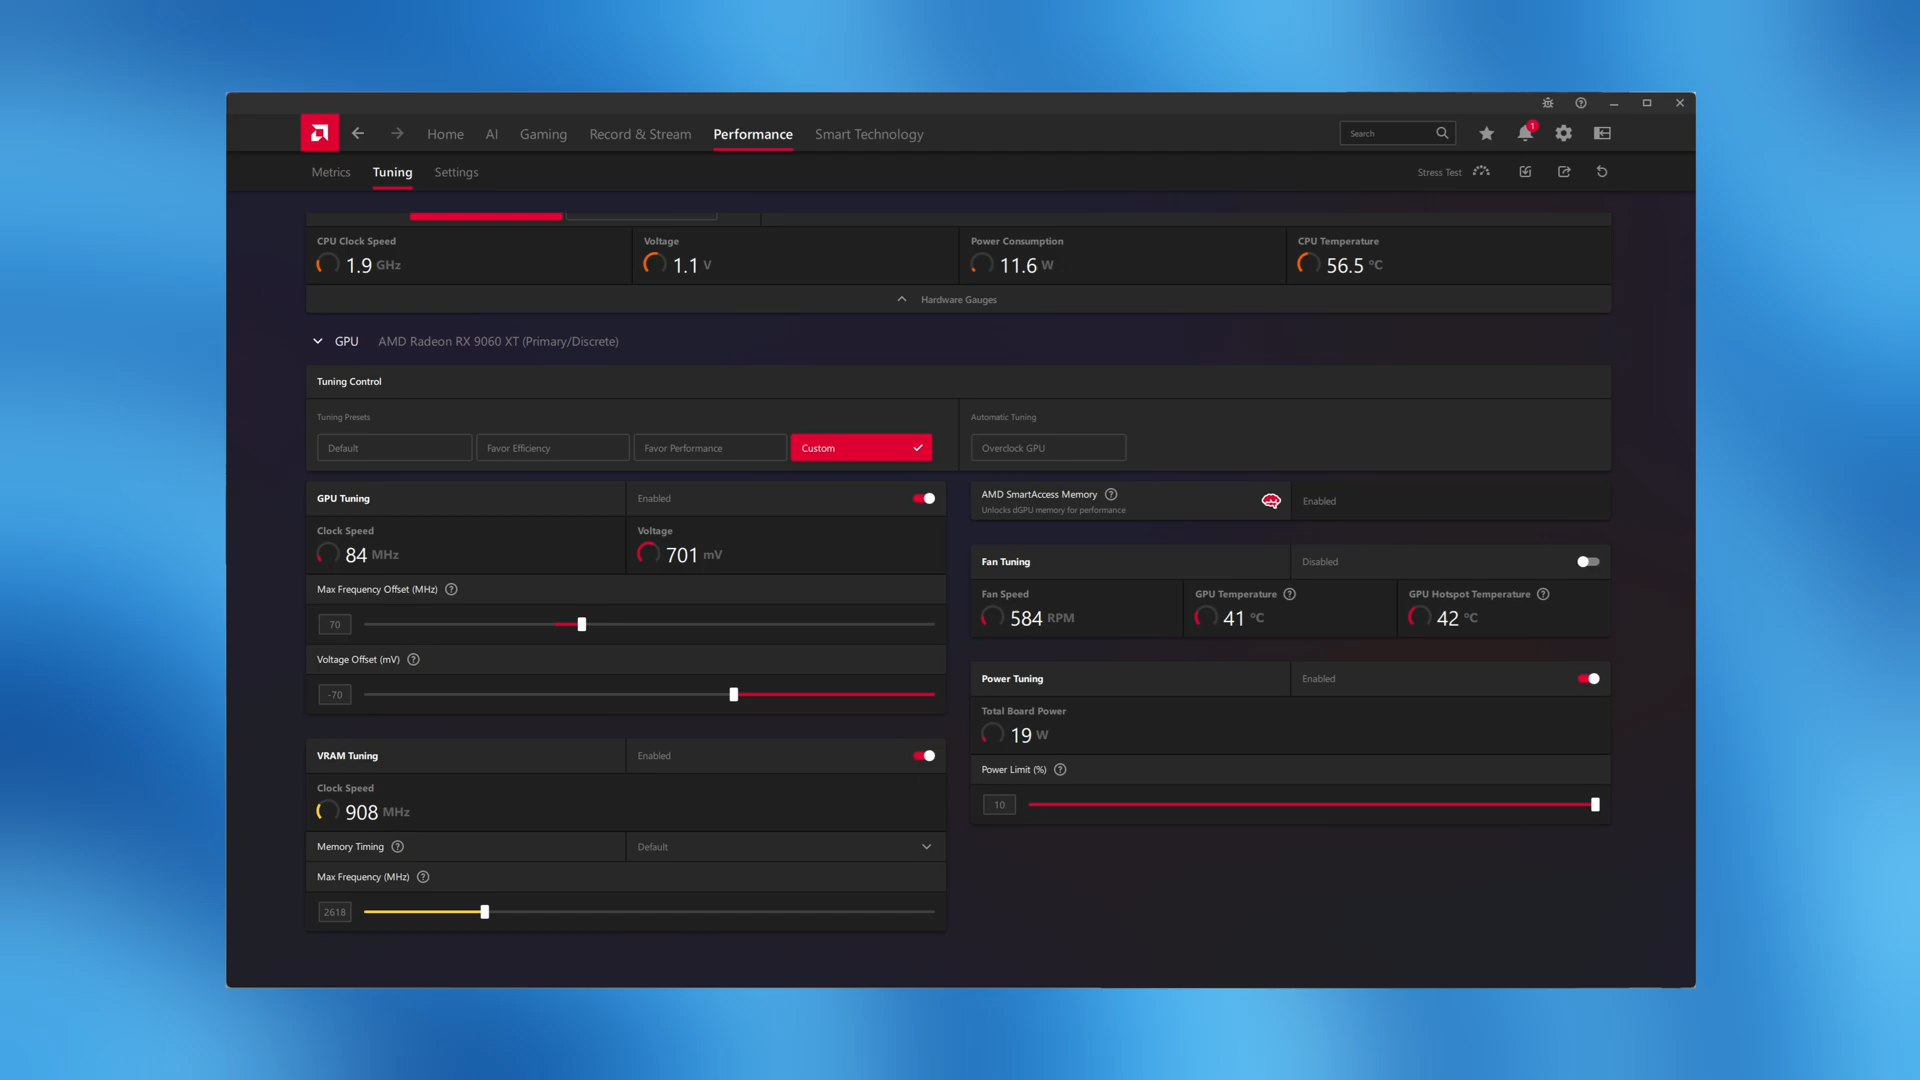 Home AI Gaming Record & Stream Performance Smart Technology Search 1
Metrics Tuning Settings Stress Test
CPU Clock Speed Voltage Power Consumption CPU Temperature
1.9 GHz 1.1 V 11.6 W 56.5 °C
Hardware Gauges
GPU AMD Radeon RX 9060 XT (Primary/Discrete)
Tuning Control
Tuning Presets Automatic Tuning
Default Favor Efficiency Favor Performance Custom Overclock GPU
GPU Tuning Enabled
Clock Speed Voltage
84 MHz 701 mV
Max Frequency Offset (MHz)
70
Voltage Offset (mV)
-70
VRAM Tuning Enabled
Clock Speed
908 MHz
Memory Timing Default
Max Frequency (MHz)
2618
AMD SmartAccess Memory Enabled
Unlocks dGPU memory for performance
Fan Tuning Disabled
Fan Speed GPU Temperature GPU Hotspot Temperature
584 RPM 41 °C 42 °C
Power Tuning Enabled
Total Board Power
19 W
Power Limit (%)
10